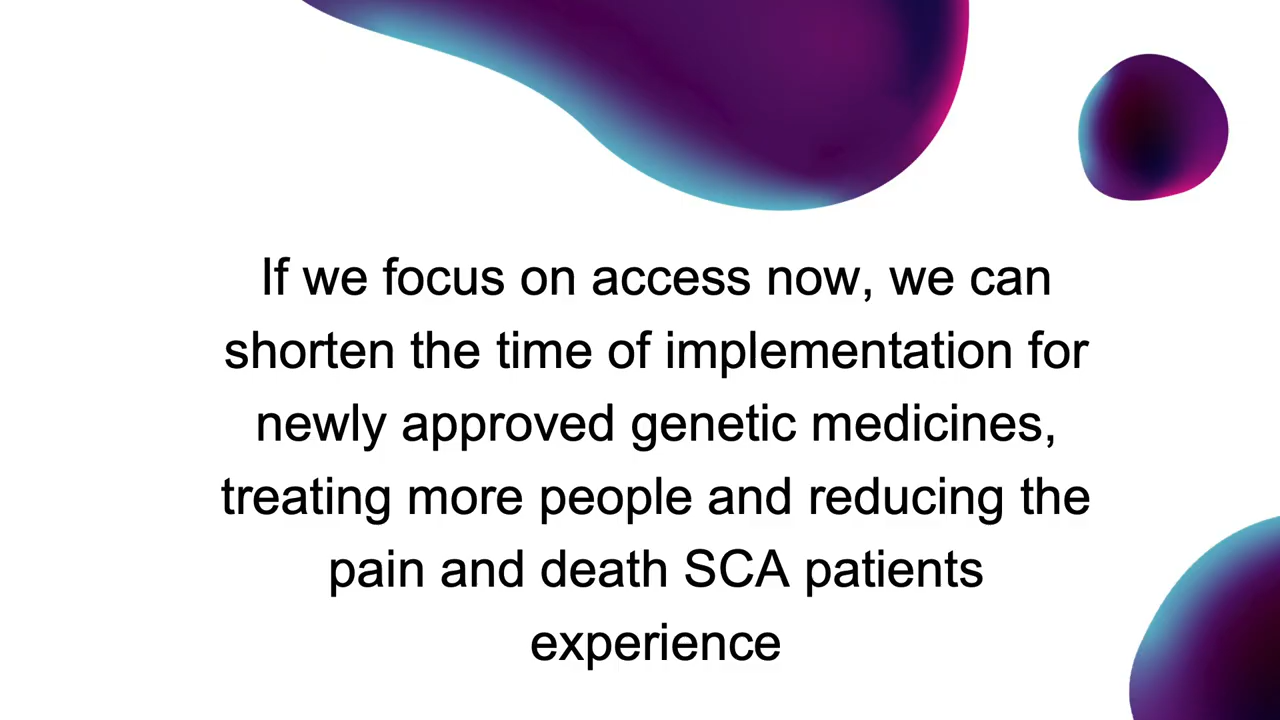 If we focus on access now, we can
shorten the time of implementation for
newly approved genetic medicines,
treating more people and reducing the
pain and death SCA patients
experience